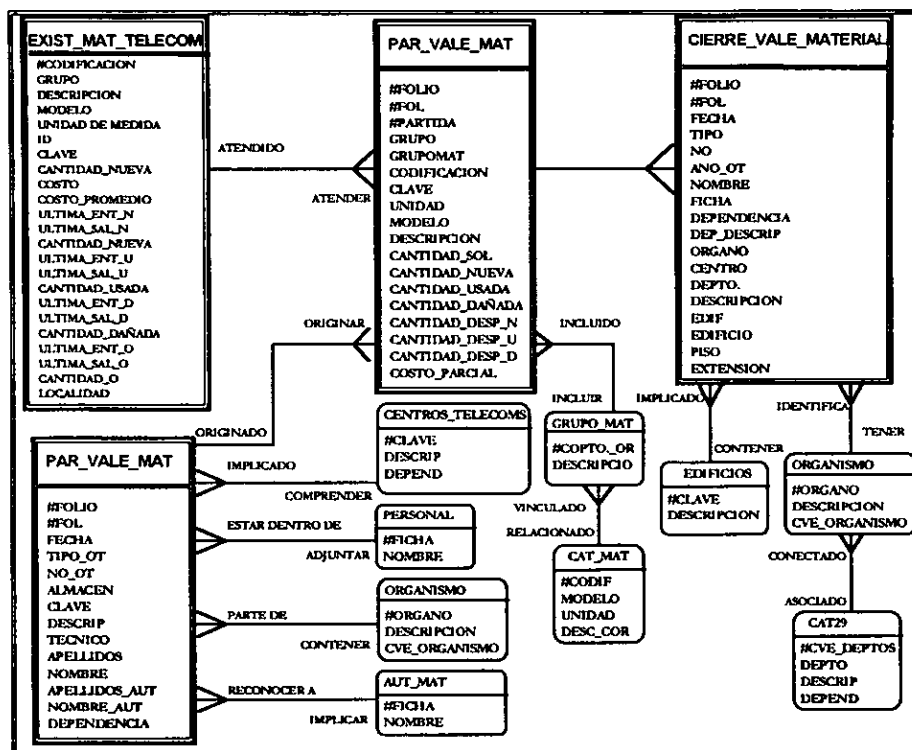 EXIST_MAT_TELECOM
#CODIFICACION
GRUPO
DESCRIPCION
MODELO
UNIDAD DE MEDIDA
ID
CLAVE
CANTIDAD_NUEVA
COSTO
COSTO_PROMEDIO
ULTIMA_ENT_N
ULTIMA_SAL_N
CANTIDAD_NUEVA
ULTIMA_ENT_U
ULTIMA_SAL_U
CANTIDAD_USADA
ULTIMA_ENT_D
ULTIMA_SAL_D
CANTIDAD_DAÑADA
ULTIMA_ENT_O
ULTIMA_SAL_O
CANTIDAD_O
LOCALIDAD
ATENDIDO
ATENDER
PAR_VALE_MAT
#FOLIO
#FOL
#PARTIDA
GRUPO
GRUPOMAT
CODIFICACION
CLAVE
UNIDAD
MODELO
DESCRIPCION
CANTIDAD_SOL
CANTIDAD_NUEVA
CANTIDAD_USADA
CANTIDAD_DAÑADA
CANTIDAD_DESP_N
CANTIDAD_DESP_U
CANTIDAD_DESP_D
COSTO_PARCIAL
CIERRE_VALE_MATERIAL
#FOLIO
#FOL
FECHA
TIPO
NO
ANO_OT
NOMBRE
FICHA
DEPENDENCIA
DEP_DESCRIP
ORGANO
CENTRO
DEPTO.
DESCRIPCION
EDIF
EDIFICIO
PISO
EXTENSION
ORIGINAR
ORIGINADO
INCLUIDO
INCLUIR
IMPLICADO
CONTENER
IDENTIFICA
TENER
PAR_VALE_MAT
#FOLIO
#FOL
FECHA
TIPO_OT
NO_OT
ALMACEN
CLAVE
DESCRIP
TECNICO
APELLIDOS
NOMBRE
APELLIDOS_AUT
NOMBRE_AUT
DEPENDENCIA
IMPLICADO
COMPRENDER
CENTROS_TELECOMS
#CLAVE
DESCRIP
DEPEND
ESTAR DENTRO DE
ADJUNTAR
PERSONAL
#FICHA
NOMBRE
PARTE DE
CONTENER
ORGANISMO
#ORGANO
DESCRIPCION
CVE_ORGANISMO
RECONOCER A
IMPLICAR
AUT_MAT
#FICHA
NOMBRE
GRUPO_MAT
#COPTO._OR
DESCRIPCIO
VINCULADO
RELACIONADO
CAT_MAT
#CODIF
MODELO
UNIDAD
DESC_COR
EDIFICIOS
#CLAVE
DESCRIPCION
ORGANISMO
#ORGANO
DESCRIPCION
CVE_ORGANISMO
CONECTADO
ASOCIADO
CAT29
#CVE_DEPTOS
DEPTO
DESCRIP
DEPEND